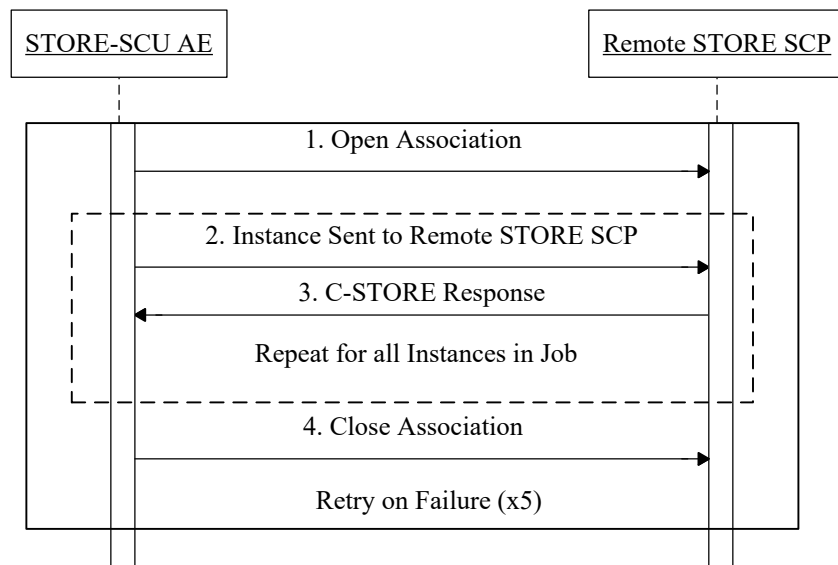 STORE-SCU AE
Remote STORE SCP
1. Open Association
2. Instance Sent to Remote STORE SCP
3. C-STORE Response
Repeat for all Instances in Job
4. Close Association
Retry on Failure (x5)